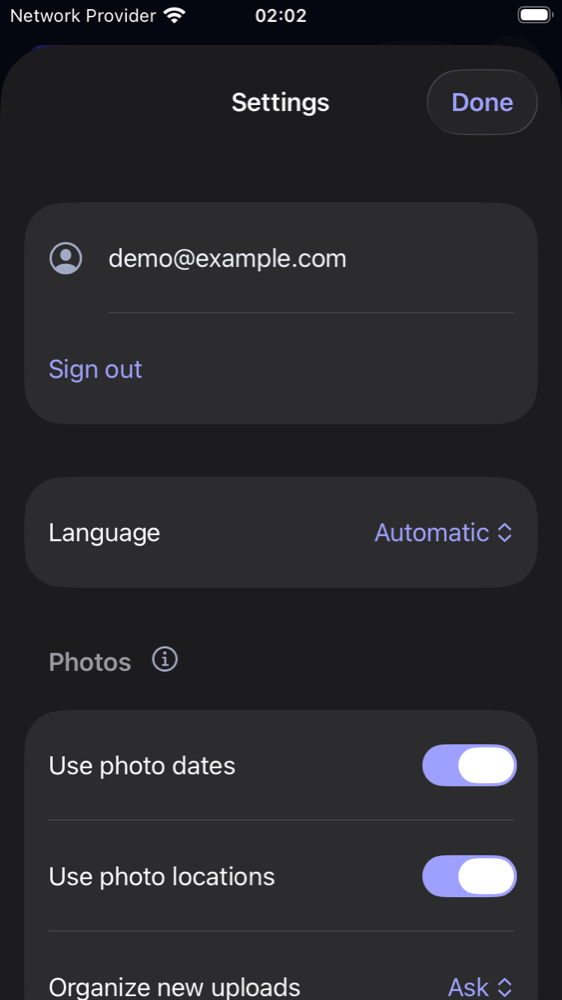 Network Provider 02:02
Settings Done
demo@example.com
Sign out
Language Automatic
Photos
Use photo dates
Use photo locations
Organize new uploads Ask